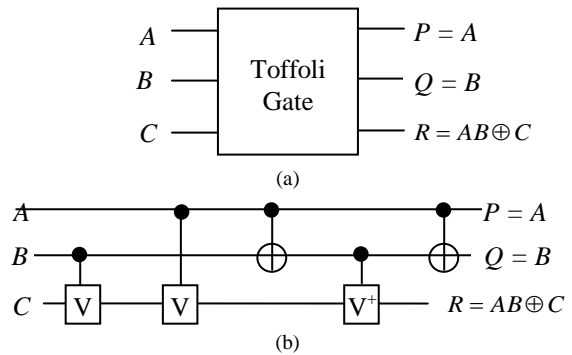 A P = A
B Toffoli Q = B
Gate
C R = AB⊕C
(a)
A P = A
B Q = B
C V V V⁺ R = AB⊕C
(b)